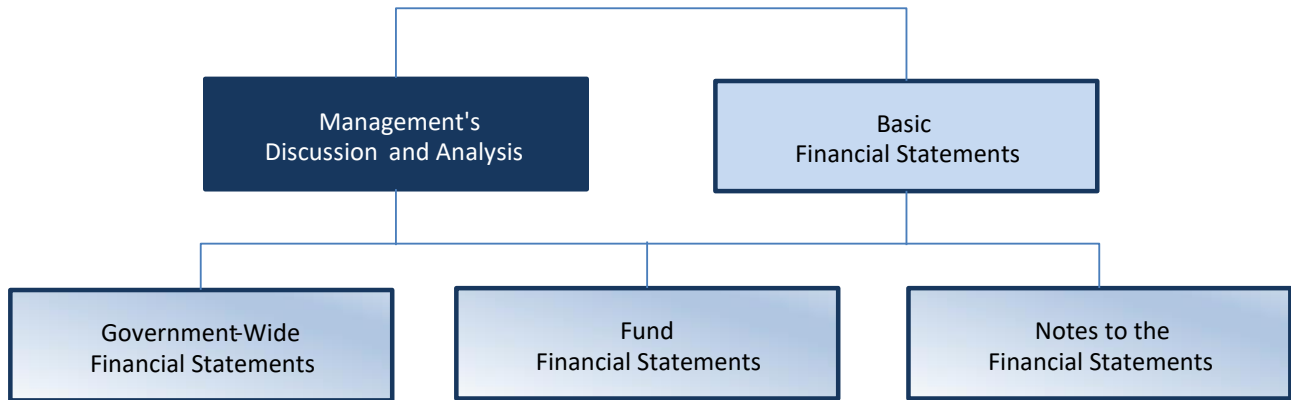 Management's
Discussion and Analysis
Basic
Financial Statements
Government-Wide
Financial Statements
Fund
Financial Statements
Notes to the
Financial Statements